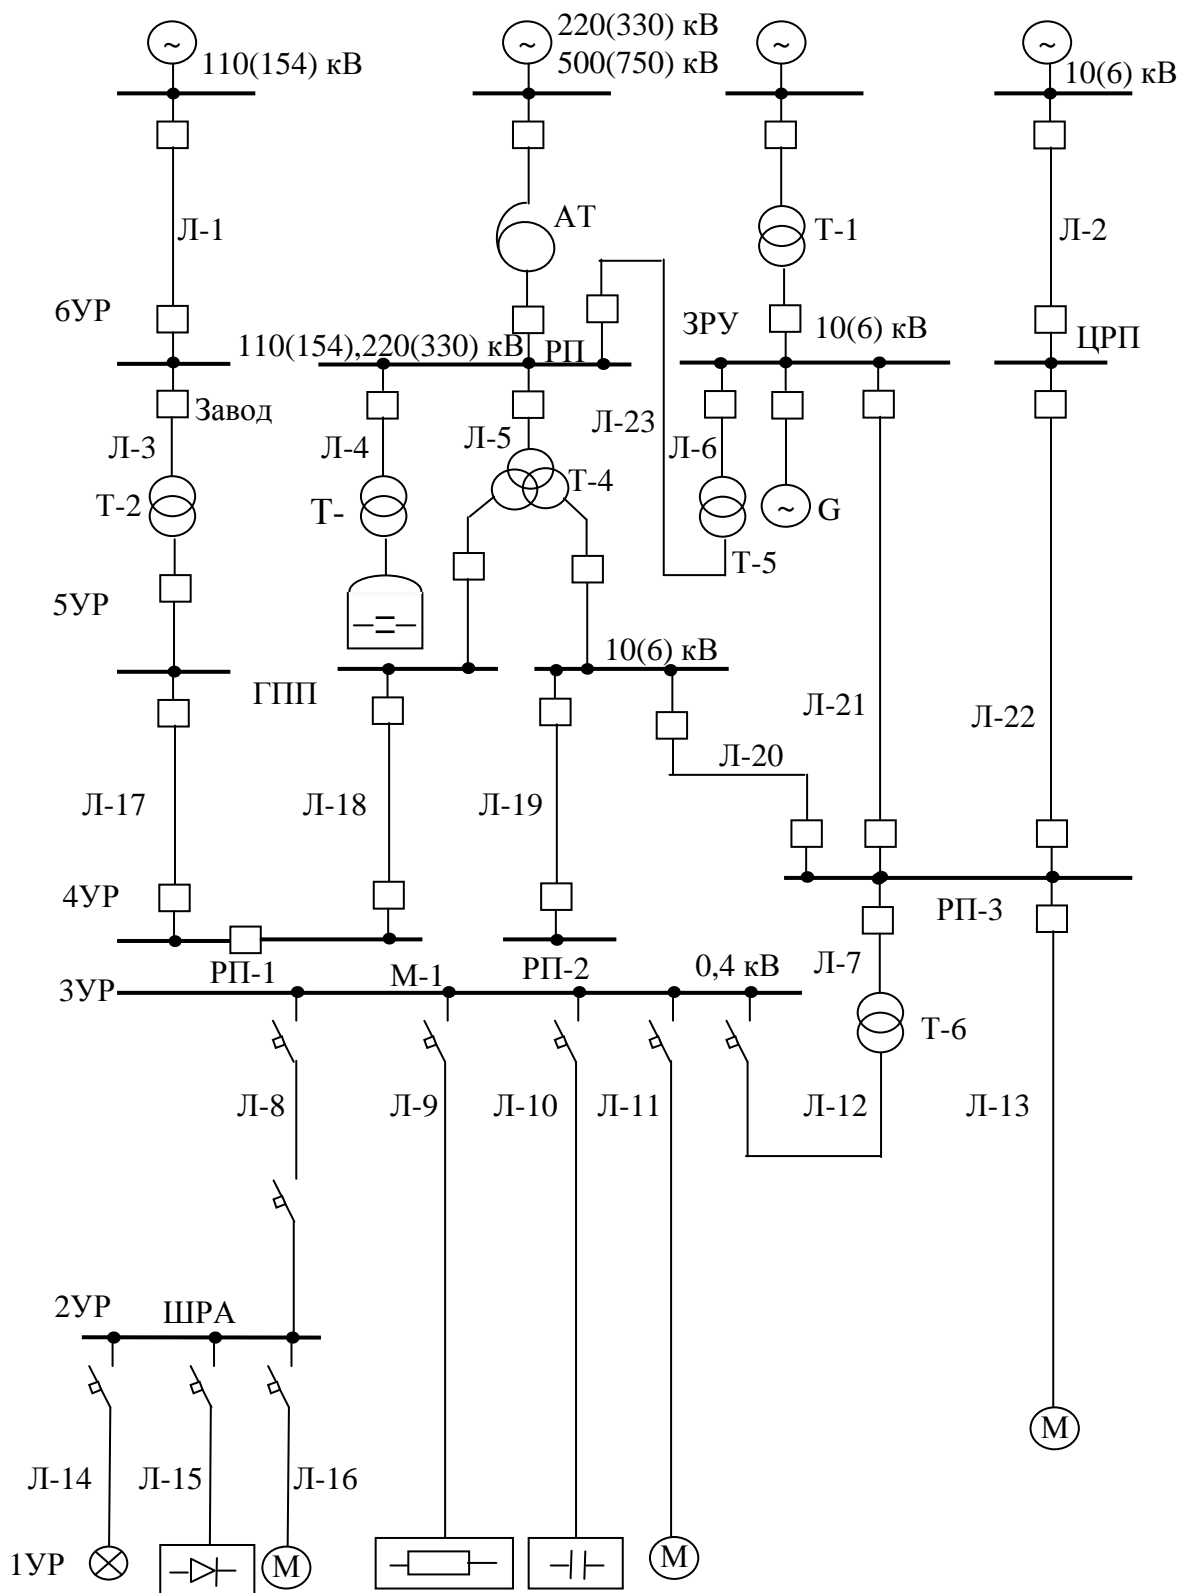 220(330) кВ
110(154) кВ
500(750) кВ
10(6) кВ
~
~
~
~
АТ
Л-1
Т-1
Л-2
6УР
ЗРУ
10(6) кВ
ЦРП
110(154),220(330) кВ
РП
Завод
Л-3
Л-4
Л-5
Л-23
Л-6
Т-2
Т-
Т-4
~
G
Т-5
5УР
10(6) кВ
ГПП
Л-21
Л-22
Л-20
Л-17
Л-18
Л-19
4УР
РП-3
РП-1
М-1
РП-2
0,4 кВ
Л-7
3УР
Т-6
Л-8
Л-9
Л-10
Л-11
Л-12
Л-13
2УР
ШРА
М
Л-14
Л-15
Л-16
1УР
М
М